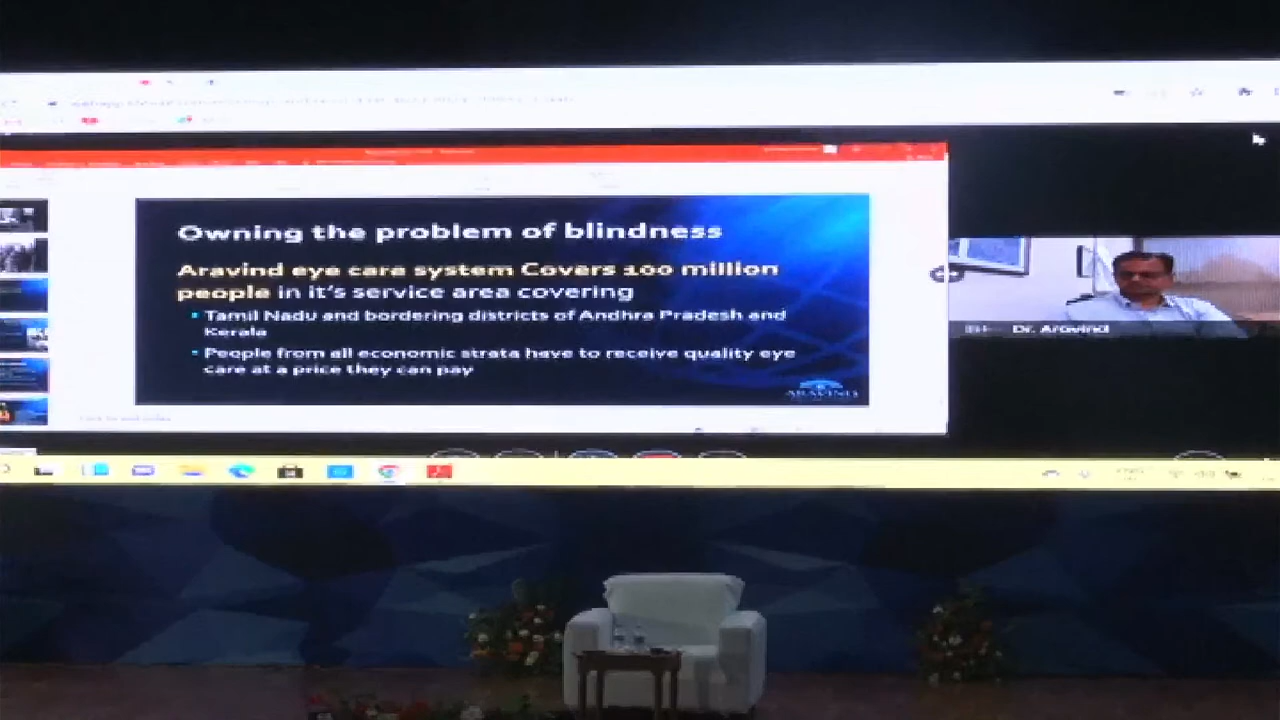 Owning the problem of blindness
Aravind eye care system Covers 100 million
people in it's service area covering
Tamil Nadu and bordering districts of Andhra Pradesh and
Kerala
People from all economic strata have to receive quality eye
care at a price they can pay
ARAVIND
Dr. Aravind